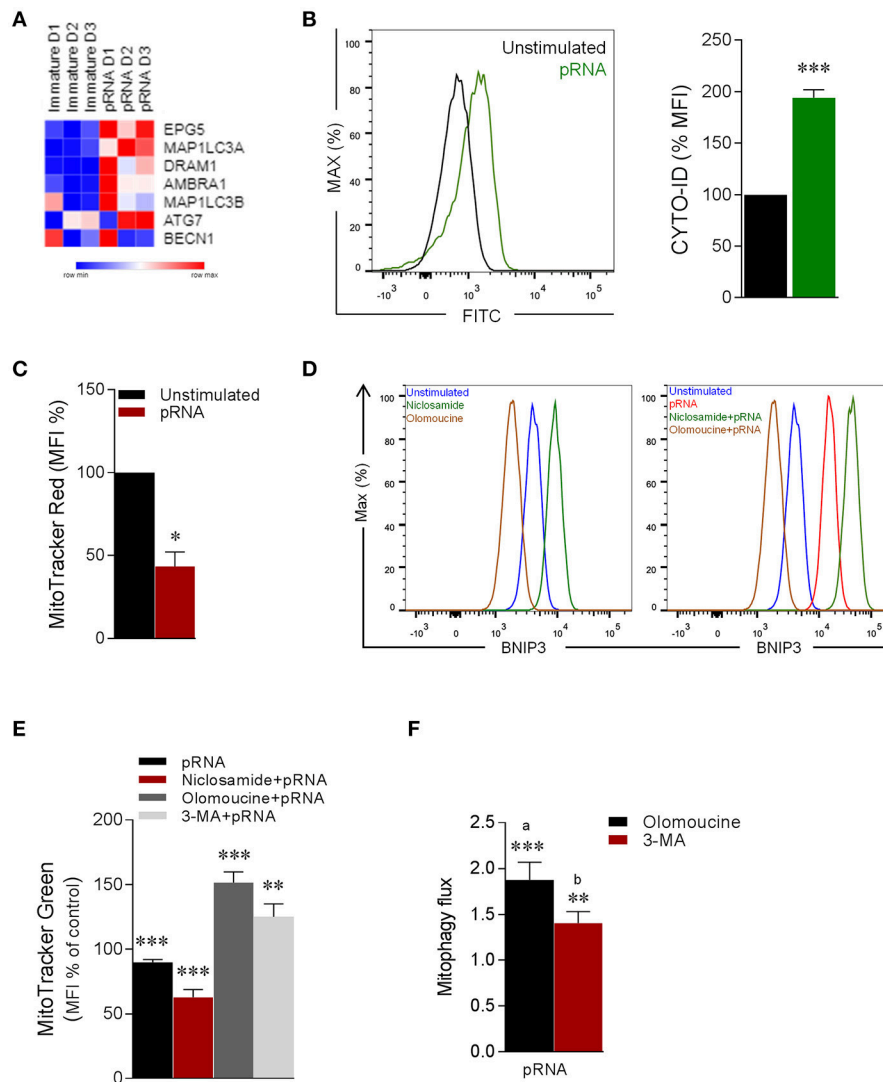 A
Immature D1
Immature D2
Immature D3
pRNA D1
pRNA D2
pRNA D3
EPG5
MAP1LC3A
DRAM1
AMBRA1
MAP1LC3B
ATG7
BECN1
row min
row max
B
MAX (%)
100
80
60
40
20
0
Unstimulated
pRNA
-10³ 0 10³ 10⁴ 10⁵
FITC
CYTO-ID (% MFI)
250
200
150
100
50
0
***
C
MitoTracker Red (MFI %)
150
100
50
0
Unstimulated
pRNA
*
D
Max (%)
100
80
60
40
20
0
Unstimulated
Niclosamide
Olomoucine
-10³ 0 10³ 10⁴ 10⁵
BNIP3
100
80
60
40
20
0
Unstimulated
pRNA
Niclosamide+pRNA
Olomoucine+pRNA
-10³ 0 10³ 10⁴ 10⁵
BNIP3
E
pRNA
Niclosamide+pRNA
Olomoucine+pRNA
3-MA+pRNA
MitoTracker Green
(MFI % of control)
200
150
100
50
0
***
***
***
**
F
Olomoucine
3-MA
Mitophagy flux
2.5
2.0
1.5
1.0
0.5
0.0
a
***
b
**
pRNA